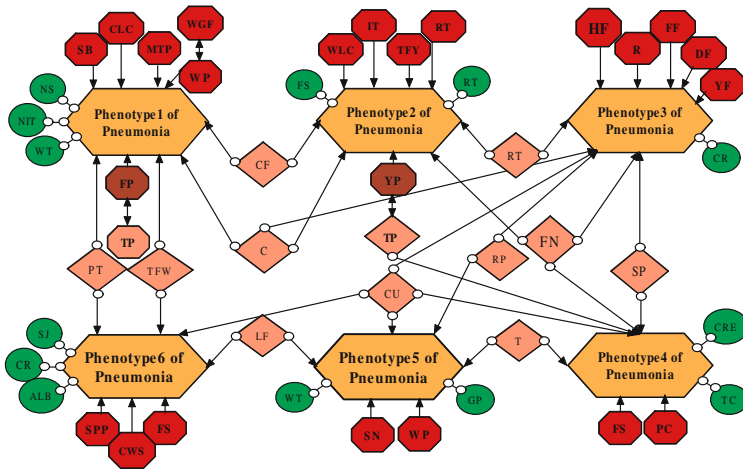 WGF
CLC
IT
RT
HF
FF
SB
MTP
WLC
TFY
R
DF
WP
YF
NS
FS
RT
NIT
Phenotype1 of
Pneumonia
Phenotype2 of
Pneumonia
Phenotype3 of
Pneumonia
WT
CR
CF
RT
FP
YP
TP
C
TP
FN
PT
TFW
RP
SP
CU
SJ
LF
T
CRE
CR
Phenotype6 of
Pneumonia
Phenotype5 of
Pneumonia
Phenotype4 of
Pneumonia
ALB
WT
GP
TC
SPP
CWS
FS
SN
WP
FS
PC